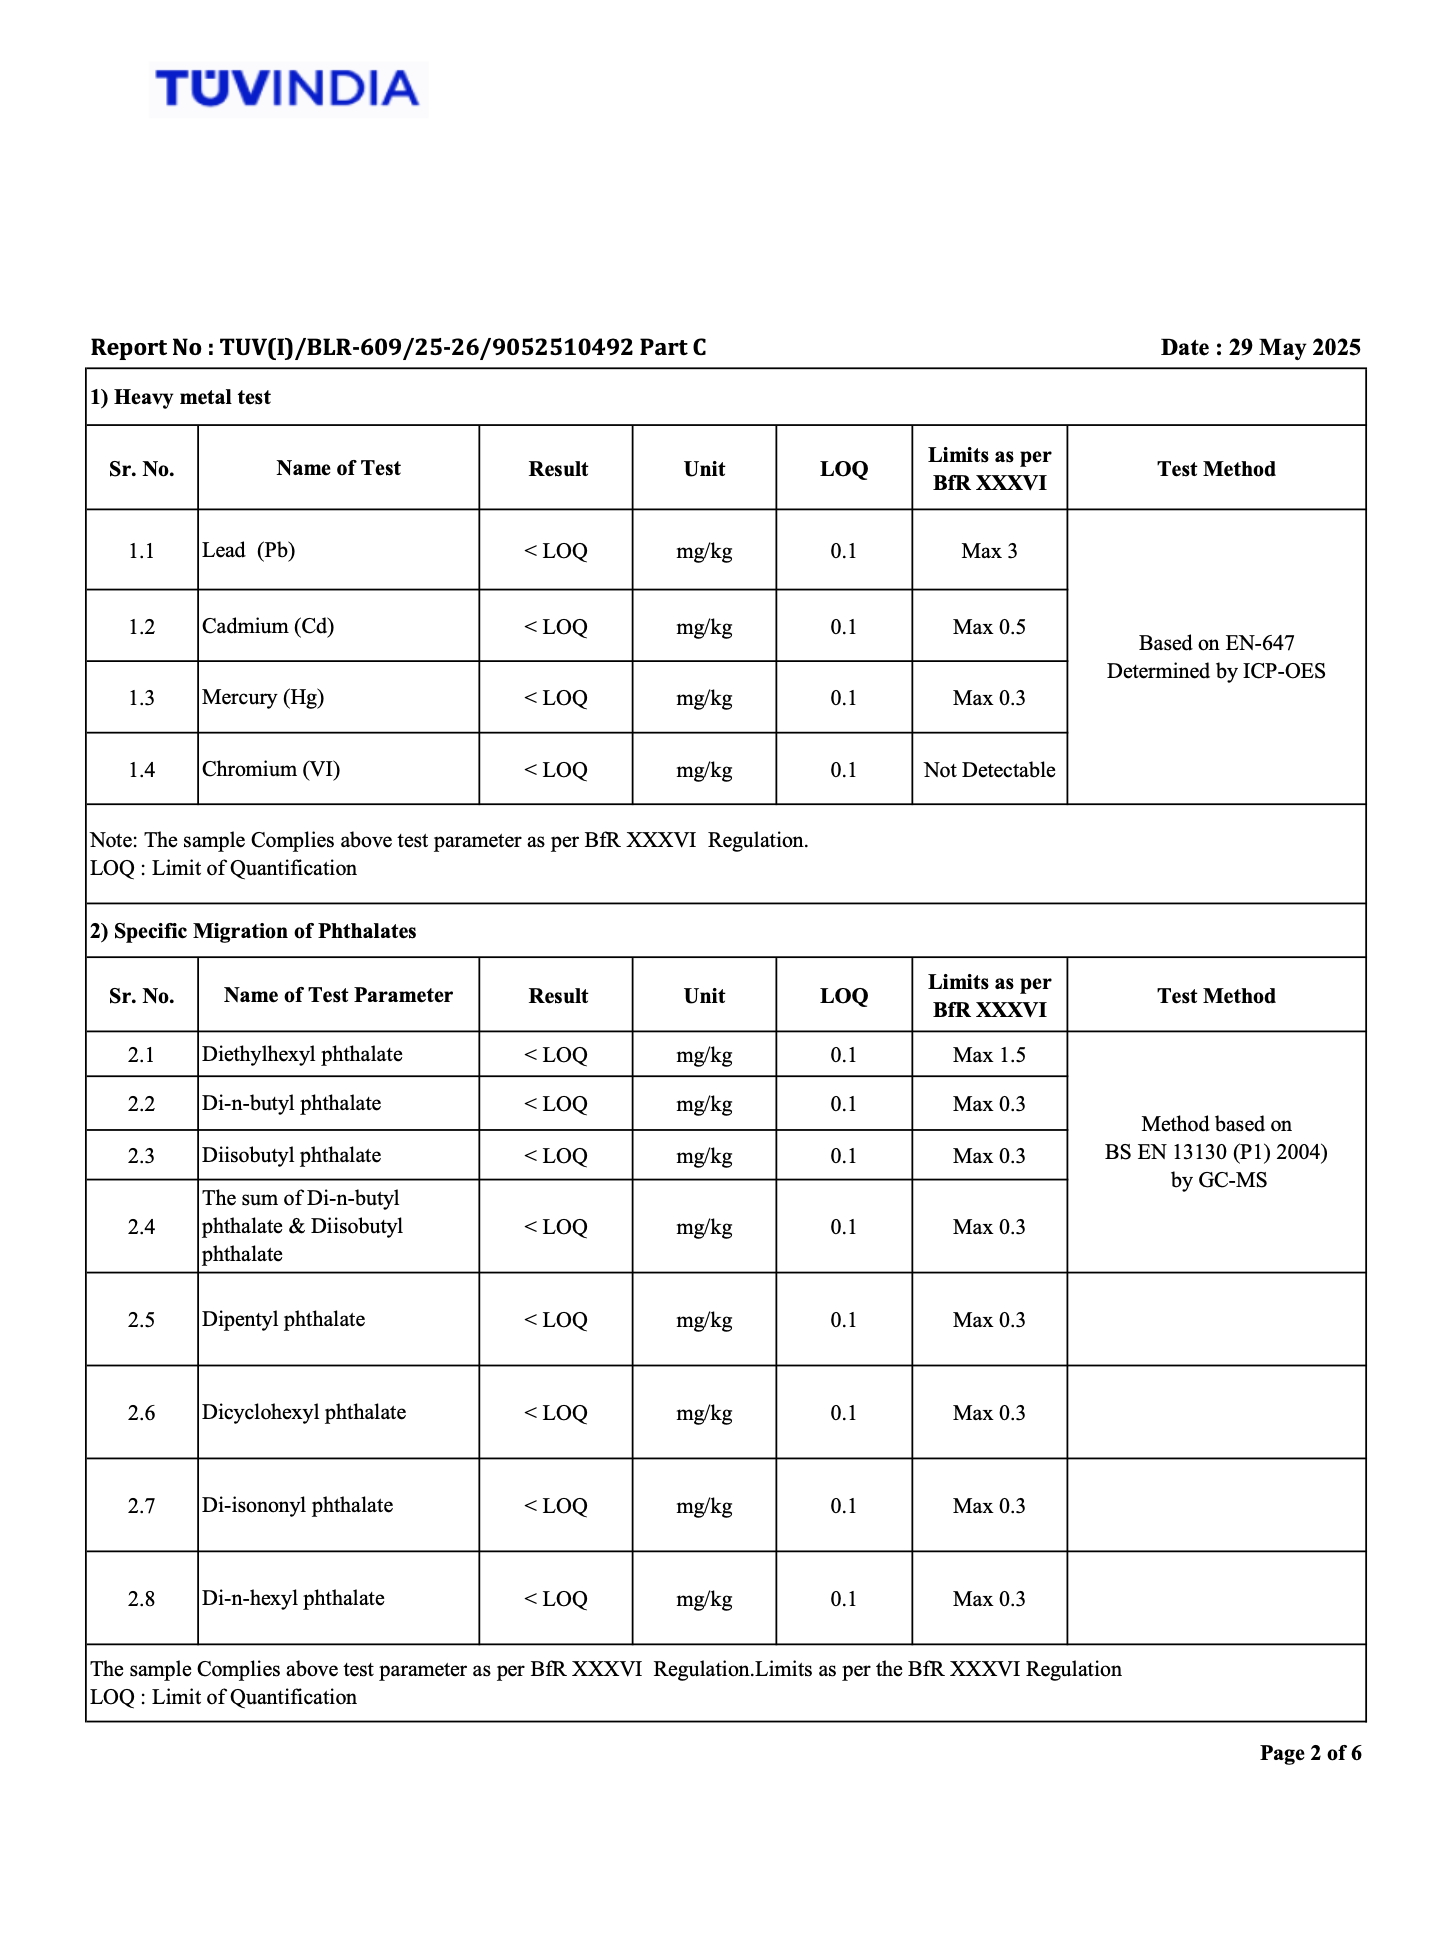 TÜVINDIA
Report No : TUV(I)/BLR-609/25-26/9052510492 Part C Date : 29 May 2025
1) Heavy metal test
Sr. No. Name of Test Result Unit LOQ Limits as per BfR XXXVI Test Method
1.1 Lead  (Pb) < LOQ mg/kg 0.1 Max 3
1.2 Cadmium (Cd) < LOQ mg/kg 0.1 Max 0.5
Based on EN-647
Determined by ICP-OES
1.3 Mercury (Hg) < LOQ mg/kg 0.1 Max 0.3
1.4 Chromium (VI) < LOQ mg/kg 0.1 Not Detectable
Note: The sample Complies above test parameter as per BfR XXXVI  Regulation.
LOQ : Limit of Quantification
2) Specific Migration of Phthalates
Sr. No. Name of Test Parameter Result Unit LOQ Limits as per BfR XXXVI Test Method
2.1 Diethylhexyl phthalate < LOQ mg/kg 0.1 Max 1.5
2.2 Di-n-butyl phthalate < LOQ mg/kg 0.1 Max 0.3
Method based on
BS EN 13130 (P1) 2004)
by GC-MS
2.3 Diisobutyl phthalate < LOQ mg/kg 0.1 Max 0.3
2.4 The sum of Di-n-butyl phthalate & Diisobutyl phthalate < LOQ mg/kg 0.1 Max 0.3
2.5 Dipentyl phthalate < LOQ mg/kg 0.1 Max 0.3
2.6 Dicyclohexyl phthalate < LOQ mg/kg 0.1 Max 0.3
2.7 Di-isononyl phthalate < LOQ mg/kg 0.1 Max 0.3
2.8 Di-n-hexyl phthalate < LOQ mg/kg 0.1 Max 0.3
The sample Complies above test parameter as per BfR XXXVI  Regulation.Limits as per the BfR XXXVI Regulation
LOQ : Limit of Quantification
Page 2 of 6